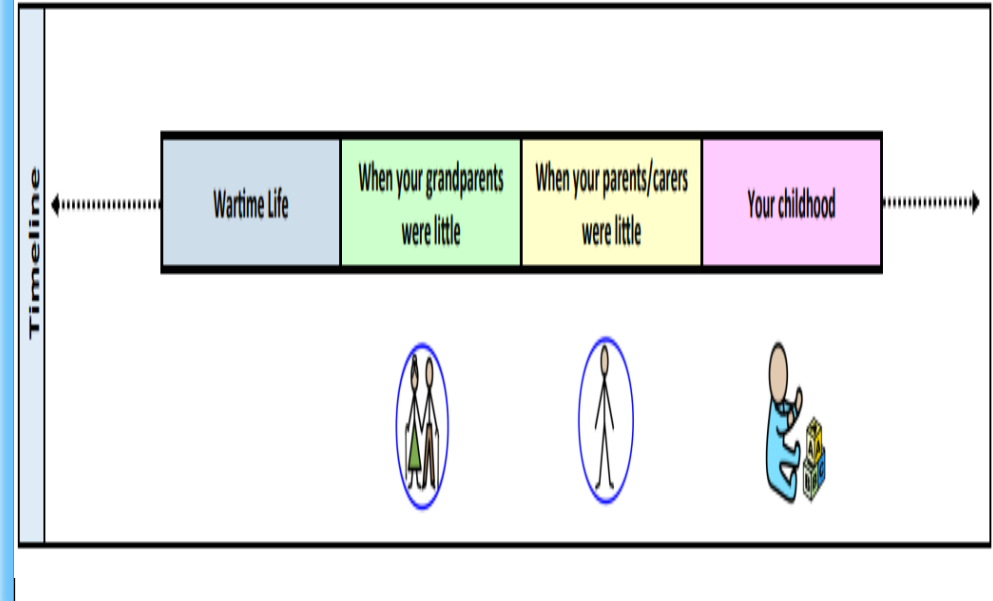 Timeline
Wartime Life
When your grandparents
were little
When your parents/carers
were little
Your childhood
A
A
B
C